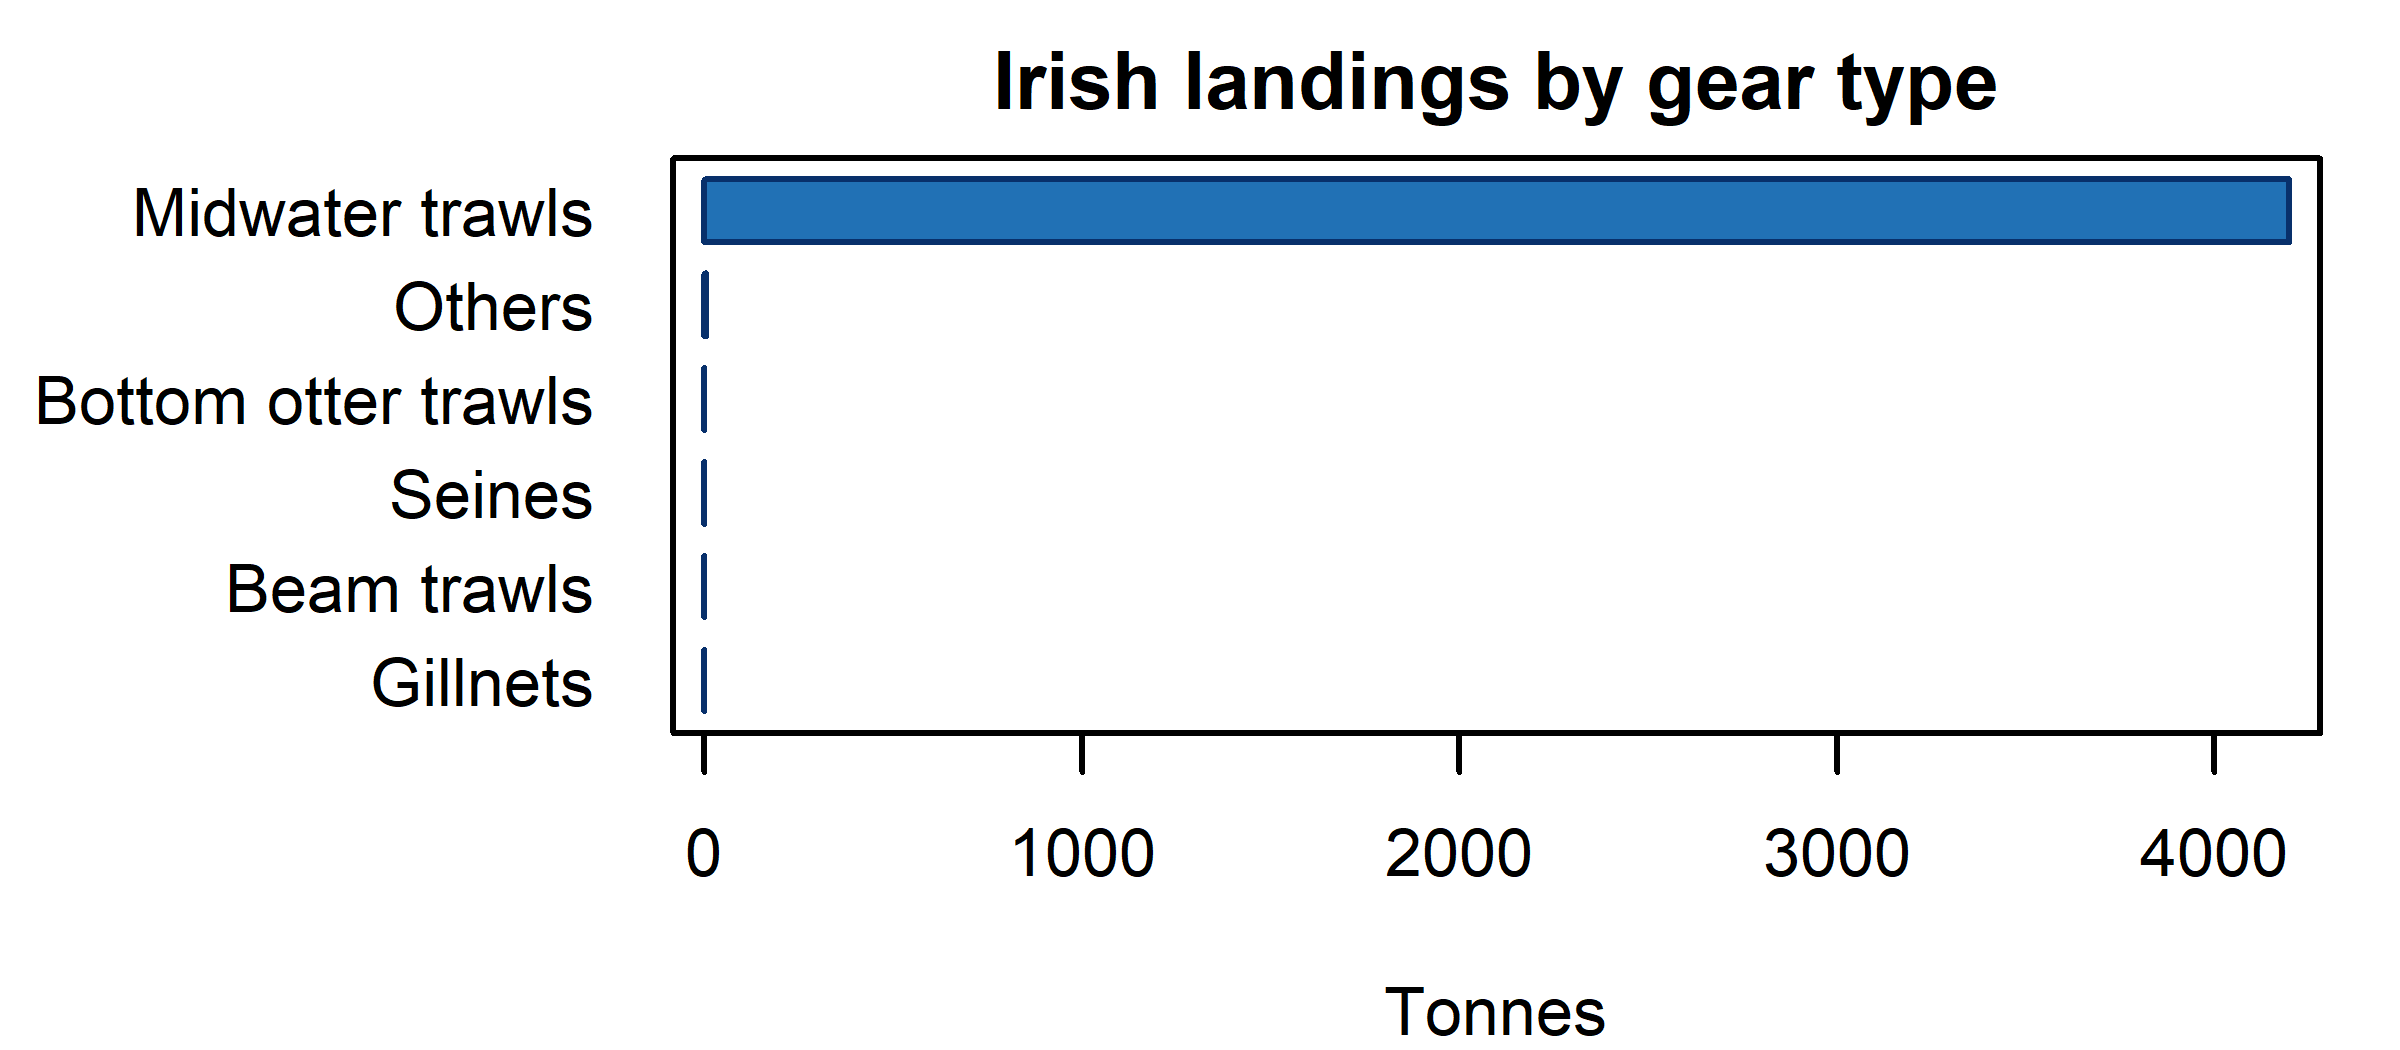 Irish landings by gear type
Midwater trawls
Others
Bottom otter trawls
Seines
Beam trawls
Gillnets
0 1000 2000 3000 4000
Tonnes